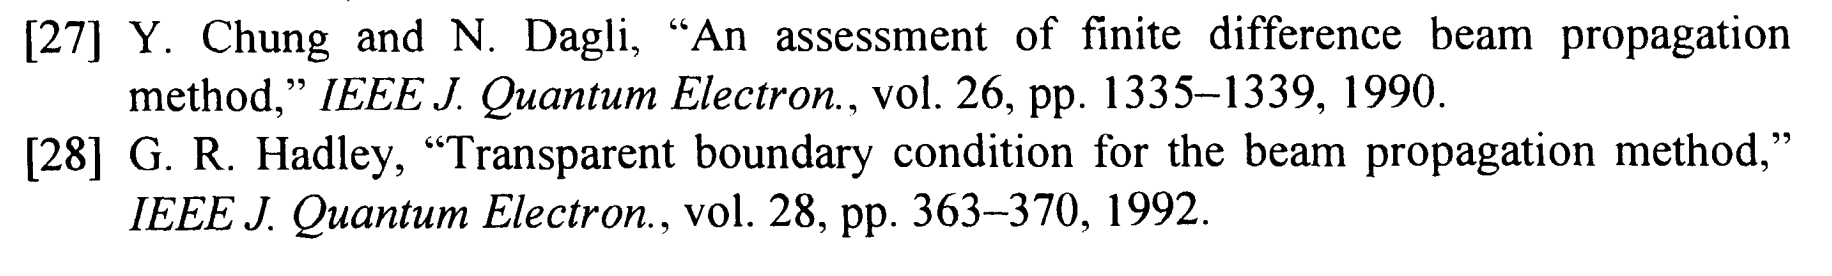 [27] Y. Chung and N. Dagli, “An assessment of finite difference beam propagation
method,” IEEE J. Quantum Electron., vol. 26, pp. 1335–1339, 1990.
[28] G. R. Hadley, “Transparent boundary condition for the beam propagation method,”
IEEE J. Quantum Electron., vol. 28, pp. 363–370, 1992.